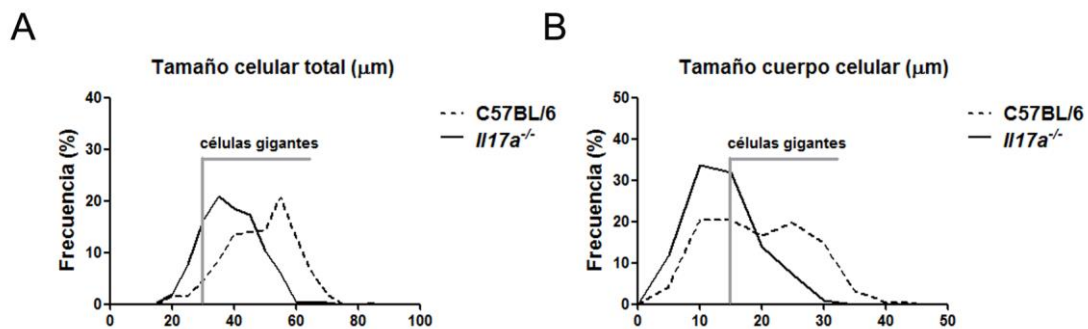 A
Tamaño celular total (μm)
Frecuencia (%)
40
30
20
10
0
0 20 40 60 80 100
células gigantes
C57BL/6
Il17a-/-
B
Tamaño cuerpo celular (μm)
Frecuencia (%)
50
40
30
20
10
0
0 10 20 30 40 50
células gigantes
C57BL/6
Il17a-/-